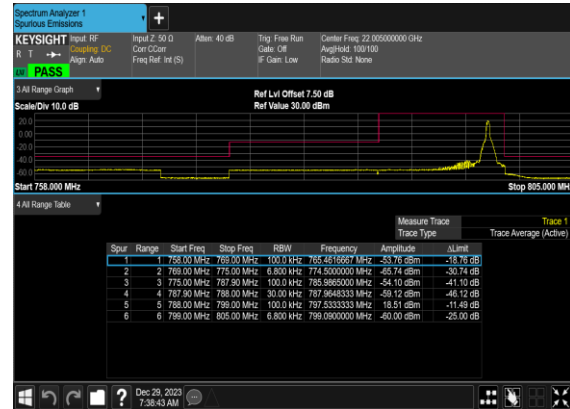 Spectrum Analyzer 1
Spurious Emissions
KEYSIGHT Input: RF Input Z: 50 Ω Atten: 40 dB Trig: Free Run Center Freq: 22.005000000 GHz
R T Coupling: DC Corr CCorr Gate: Off Avg|Hold: 100/100
Align: Auto Freq Ref: Int (S) IF Gain: Low Radio Std: None
LV PASS
3 All Range Graph Ref Lvl Offset 7.50 dB
Scale/Div 10.0 dB Ref Value 30.00 dBm
20.0
0.00
-20.0
-40.0
-60.0
Start 758.000 MHz Stop 805.000 MH
4 All Range Table
Measure Trace Trace 1
Trace Type Trace Average (Active)
Spur Range Start Freq Stop Freq RBW Frequency Amplitude ΔLimit
1 1 758.00 MHz 769.00 MHz 100.0 kHz 765.4616667 MHz -53.76 dBm -18.76 dB
2 2 769.00 MHz 775.00 MHz 6.800 kHz 774.5000000 MHz -65.74 dBm -30.74 dB
3 3 775.00 MHz 787.90 MHz 100.0 kHz 785.9865000 MHz -54.10 dBm -41.10 dB
4 4 787.90 MHz 788.00 MHz 30.00 kHz 787.9648333 MHz -59.12 dBm -46.12 dB
5 5 788.00 MHz 799.00 MHz 100.0 kHz 797.5333333 MHz 18.51 dBm -11.49 dB
6 6 799.00 MHz 805.00 MHz 6.800 kHz 799.0900000 MHz -60.00 dBm -25.00 dB
? Dec 29, 2023
7:38:43 AM